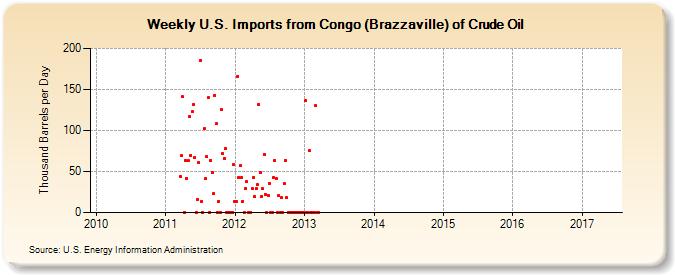 Weekly U.S. Imports from Congo (Brazzaville) of Crude Oil
Thousand Barrels per Day
200
150
100
50
0
2010 2011 2012 2013 2014 2015 2016 2017
Source: U.S. Energy Information Administration